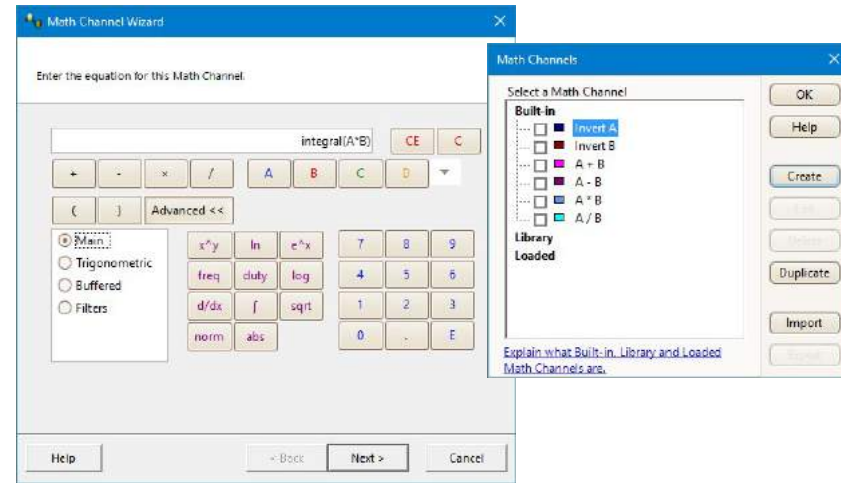 Math Channel Wizard
Enter the equation for this Math Channel.
integral(A*B) CE C
+ - × / A B C D
( ) Advanced <<
Main
Trigonometric
Buffered
Filters
x^y ln e^x 7 8 9
freq duty log 4 5 6
d/dx ∫ sqrt 1 2 3
norm abs 0 . E
Help < Back Next > Cancel
Math Channels
Select a Math Channel
Built-in
Invert A
Invert B
A + B
A - B
A * B
A / B
Library
Loaded
Explain what Built-in, Library and Loaded
Math Channels are.
OK
Help
Create
Duplicate
Import